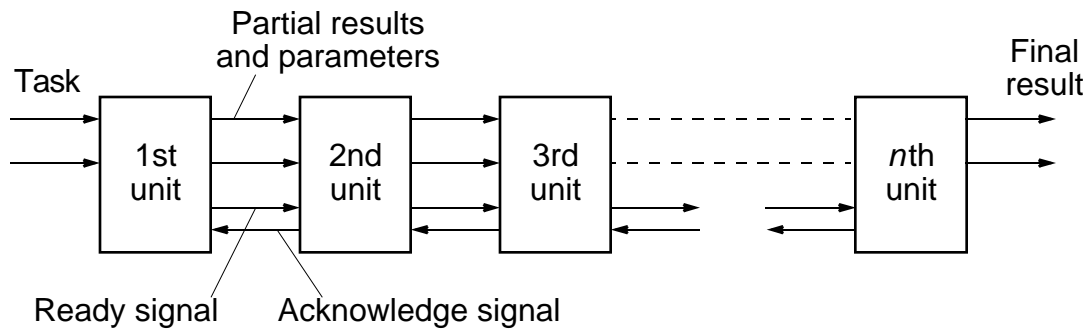 Partial results
and parameters
Final
result
Task
1st
unit
2nd
unit
3rd
unit
nth
unit
Ready signal
Acknowledge signal